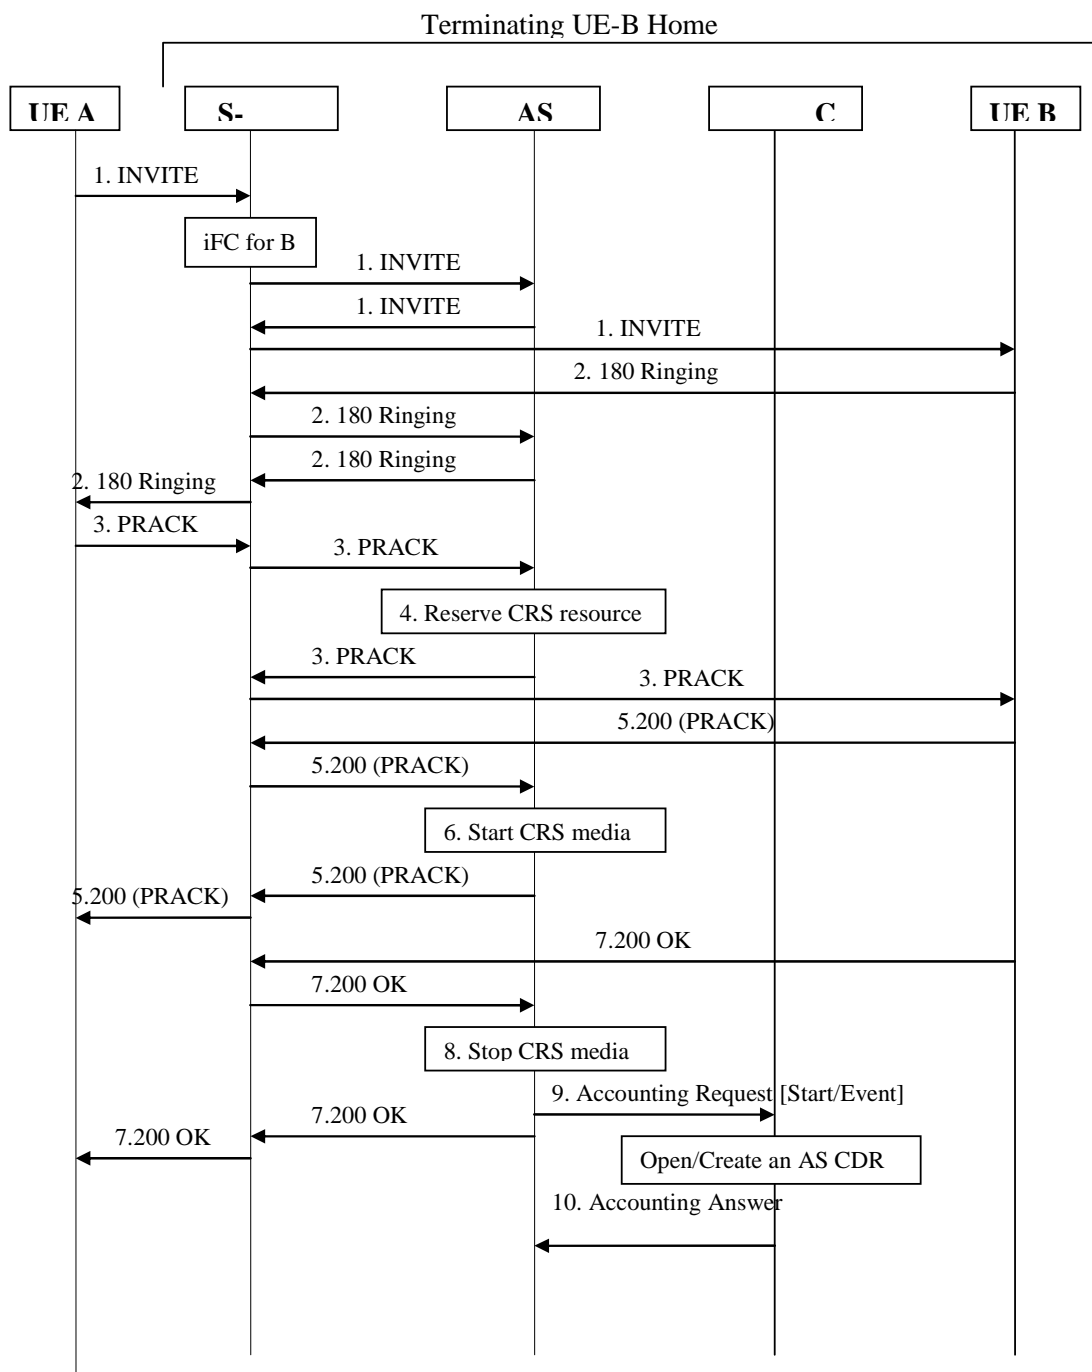 Terminating UE-B Home
UE A
S-
AS
C
UE B
1. INVITE
iFC for B
1. INVITE
1. INVITE
1. INVITE
2. 180 Ringing
2. 180 Ringing
2. 180 Ringing
2. 180 Ringing
3. PRACK
3. PRACK
4. Reserve CRS resource
3. PRACK
3. PRACK
5.200 (PRACK)
5.200 (PRACK)
6. Start CRS media
5.200 (PRACK)
5.200 (PRACK)
7.200 OK
7.200 OK
8. Stop CRS media
9. Accounting Request [Start/Event]
7.200 OK
7.200 OK
Open/Create an AS CDR
10. Accounting Answer